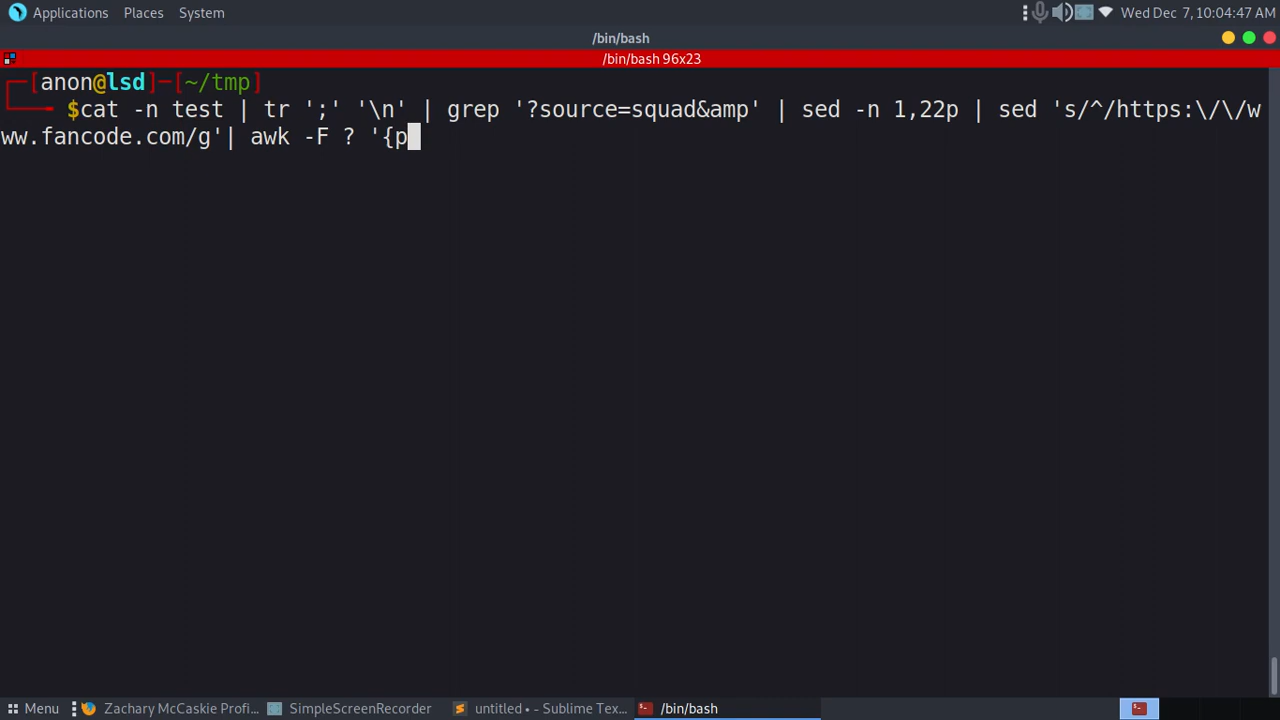 Applications Places System Wed Dec 7, 10:04:47 AM
/bin/bash
/bin/bash 96x23
[anon@lsd]─[~/tmp]
$cat -n test | tr ';' '\n' | grep '?source=squad&amp' | sed -n 1,22p | sed 's/^/https:\/\/w
ww.fancode.com/g'| awk -F ? '{p
Menu Zachary McCaskie Profi... SimpleScreenRecorder untitled • - Sublime Tex... /bin/bash